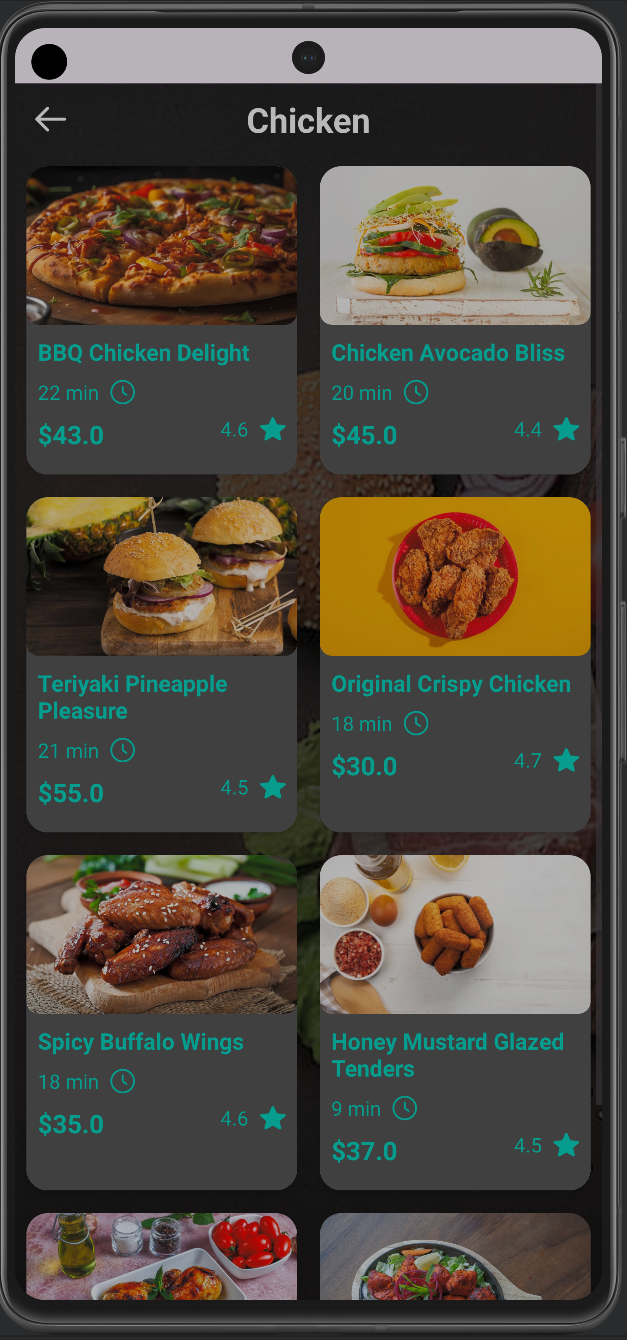 Chicken
BBQ Chicken Delight
22 min
$43.0
4.6
Chicken Avocado Bliss
20 min
$45.0
4.4
Teriyaki Pineapple
Pleasure
21 min
$55.0
4.5
Original Crispy Chicken
18 min
$30.0
4.7
Spicy Buffalo Wings
18 min
$35.0
4.6
Honey Mustard Glazed
Tenders
9 min
$37.0
4.5